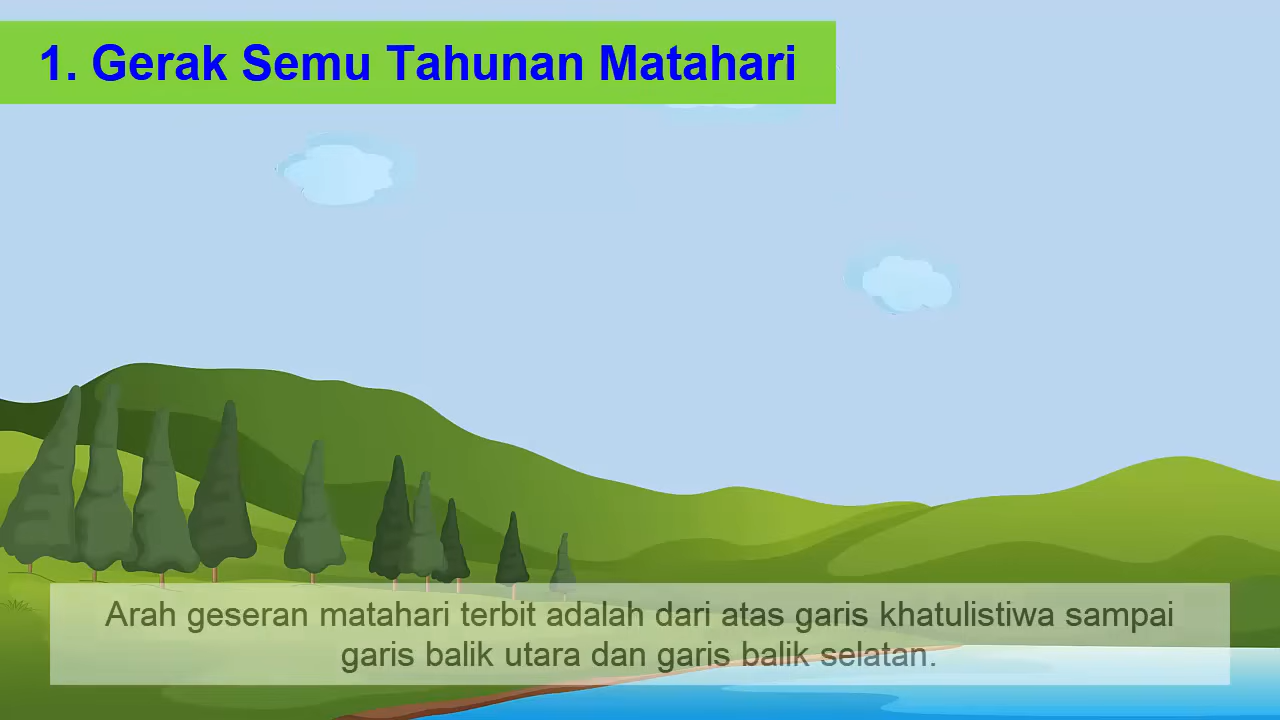 1. Gerak Semu Tahunan Matahari
Arah geseran matahari terbit adalah dari atas garis khatulistiwa sampai
garis balik utara dan garis balik selatan.